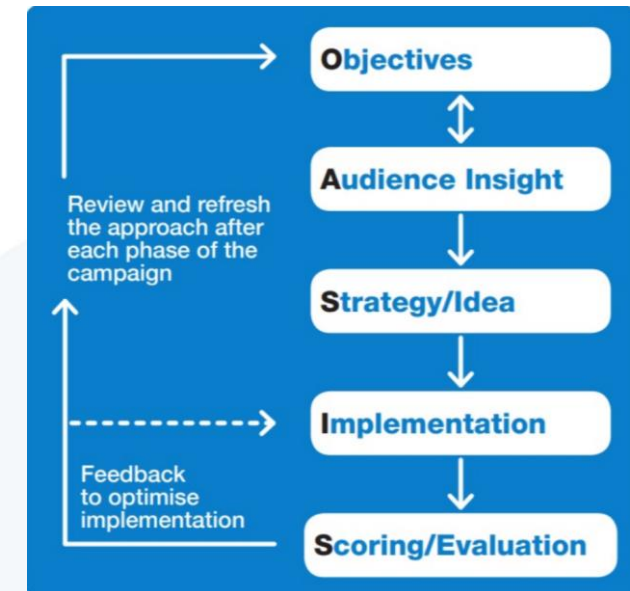 Objectives
Audience Insight
Review and refresh
the approach after
each phase of the
campaign
Strategy/Idea
Implementation
Feedback
to optimise
implementation
Scoring/Evaluation